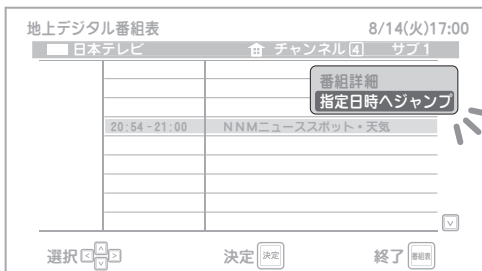 地上デジタル番組表 8/14(火)17:00
日本テレビ チャンネル4 サブ1
番組詳細
指定日時へジャンプ
20:54-21:00 NNMニューススポット・天気
選択 決定 決定 終了 番組表